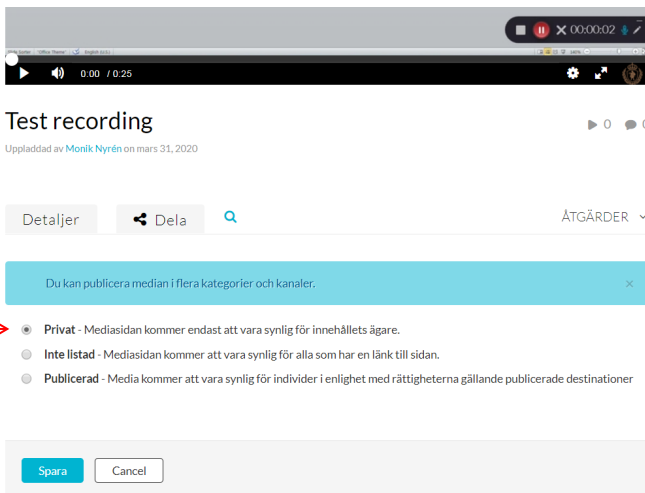 00:00:02
0:00 / 0:25
Test recording
0
Uppladdad av Monik Nyrén on mars 31, 2020
Detaljer
Dela
ÅTGÄRDER
Du kan publicera median i flera kategorier och kanaler.
×
Privat - Mediasidan kommer endast att vara synlig för innehållets ägare.
Inte listad - Mediasidan kommer att vara synlig för alla som har en länk till sidan.
Publicerad - Media kommer att vara synlig för individer i enlighet med rättigheterna gällande publicerade destinationer
Spara
Cancel